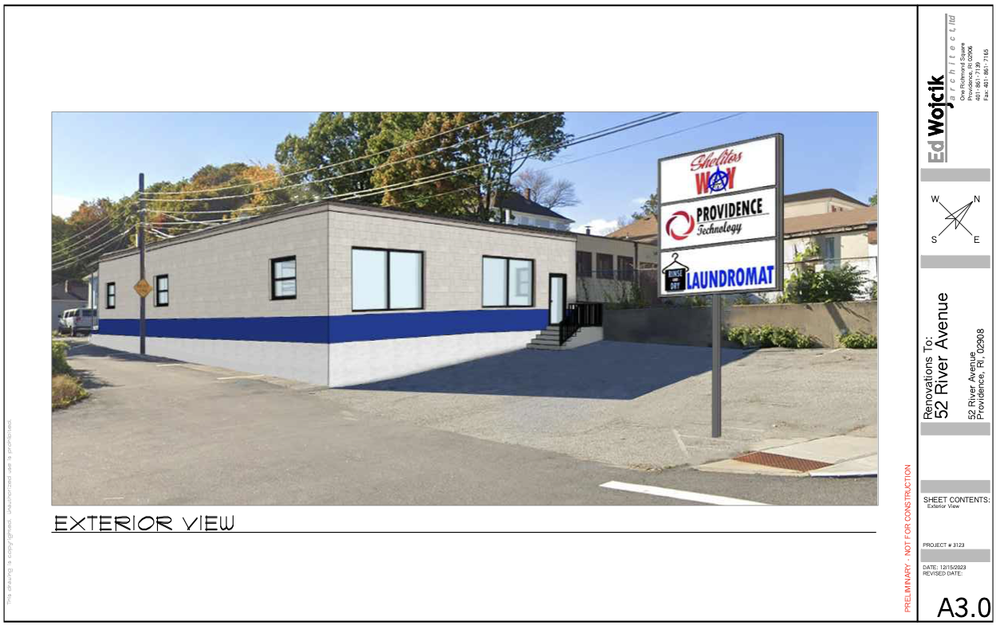 Shelitos
WAY
PROVIDENCE
Technology
RINSE
AND
DRY
LAUNDROMAT
EXTERIOR VIEW
This drawing is copyrighted. unauthorized use is prohibited.
PRELIMINARY - NOT FOR CONSTRUCTION
Ed Wojcik
architect, ltd
One Richmond Square
Providence, RI 02906
401- 861- 7139
Fax: 401- 861- 7165
W
N
S
E
Renovations To:
52 River Avenue
52 River Avenue
Providence, RI, 02908
SHEET CONTENTS:
Exterior View
PROJECT # 3123
DATE: 12/15/2023
REVISED DATE:
A3.0